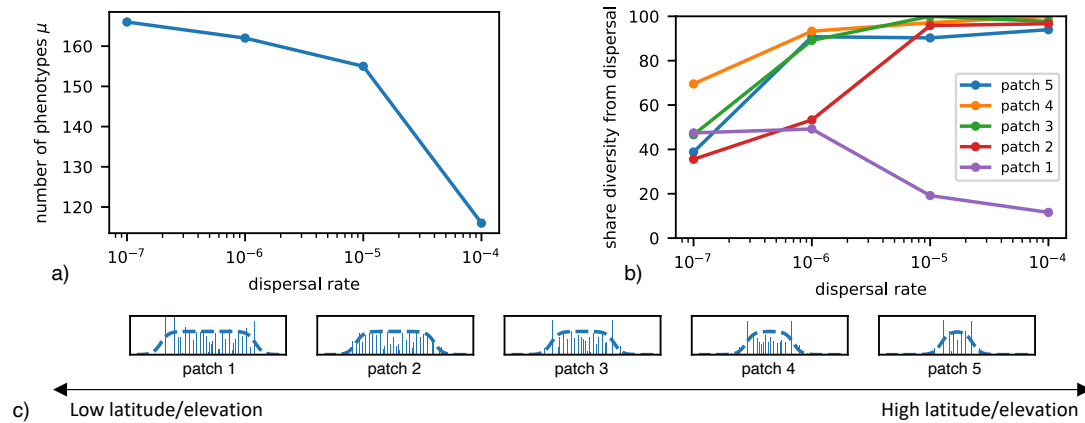 160
150
140
130
120
number of phenotypes μ
10⁻⁷
10⁻⁶
10⁻⁵
10⁻⁴
dispersal rate
a)
100
80
60
40
20
0
share diversity from dispersal
patch 5
patch 4
patch 3
patch 2
patch 1
10⁻⁷
10⁻⁶
10⁻⁵
10⁻⁴
dispersal rate
b)
patch 1
patch 2
patch 3
patch 4
patch 5
c)
Low latitude/elevation
High latitude/elevation